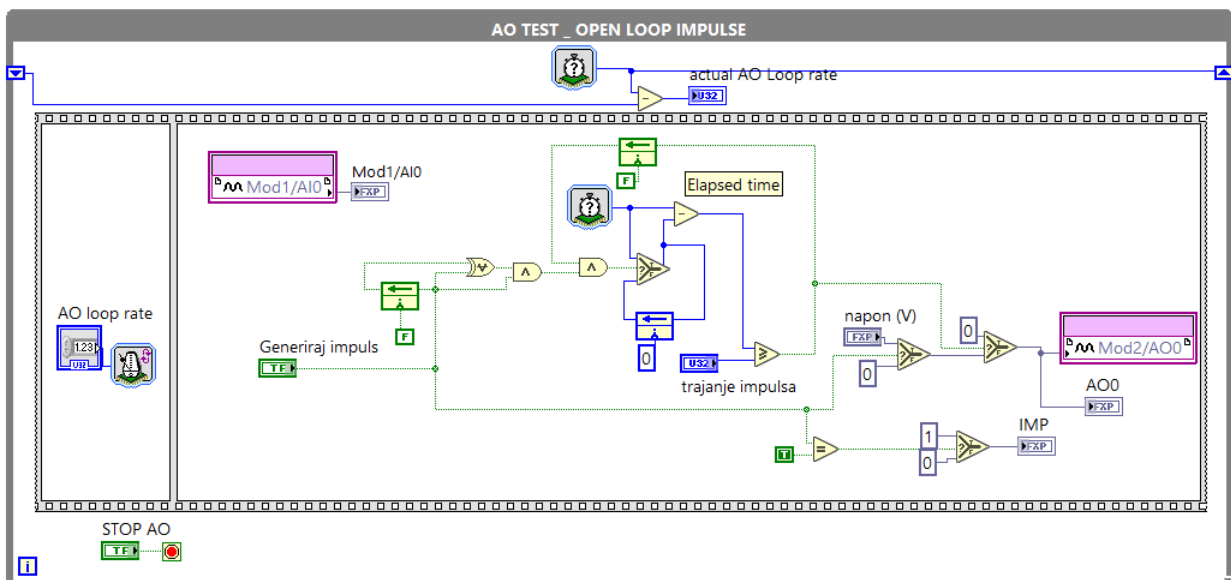 AO TEST _ OPEN LOOP IMPULSE
actual AO Loop rate
U32
Mod1/AI0
Mod1/AI0
FXP
F
Elapsed time
AO loop rate
1.23
F
Generiraj impuls
TF
0
U32
trajanje impulsa
napon (V)
FXP
0
0
Mod2/AO0
AO0
FXP
T
1
0
IMP
FXP
STOP AO
TF
i